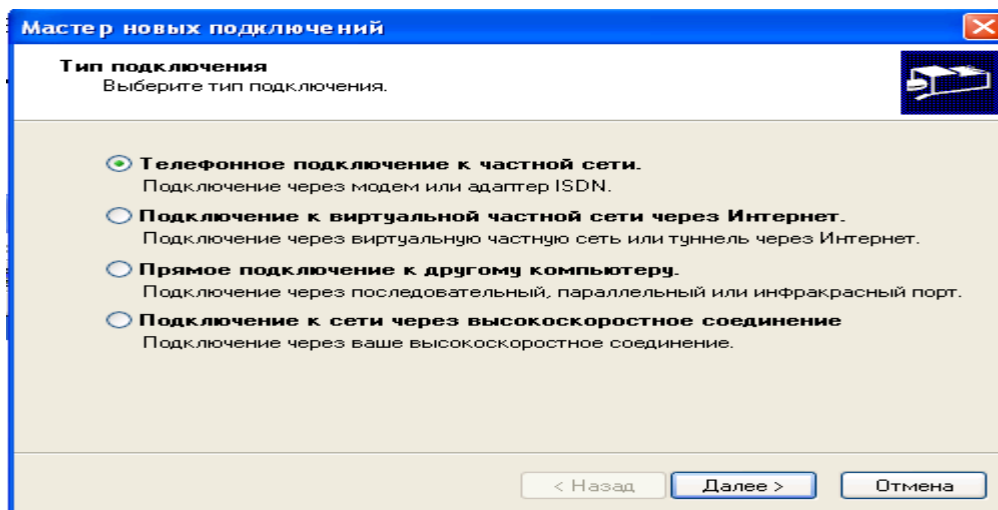 Мастер новых подключений
Тип подключения
Выберите тип подключения.
Телефонное подключение к частной сети.
Подключение через модем или адаптер ISDN.
Подключение к виртуальной частной сети через Интернет.
Подключение через виртуальную частную сеть или туннель через Интернет.
Прямое подключение к другому компьютеру.
Подключение через последовательный, параллельный или инфракрасный порт.
Подключение к сети через высокоскоростное соединение
Подключение через ваше высокоскоростное соединение.
< Назад Далее > Отмена